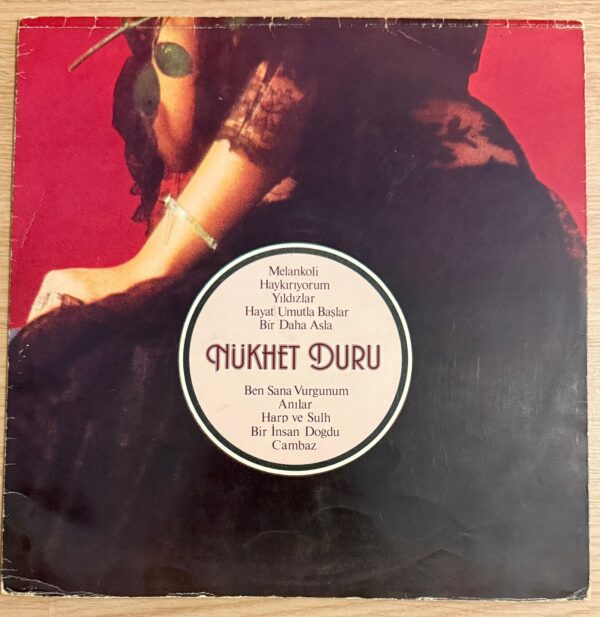 Melankoli
Haykırıyorum
Yıldızlar
Hayat Umutla Başlar
Bir Daha Asla
NÜKHET DURU
Ben Sana Vurgunum
Anılar
Harp ve Sulh
Bir İnsan Doğdu
Cambaz